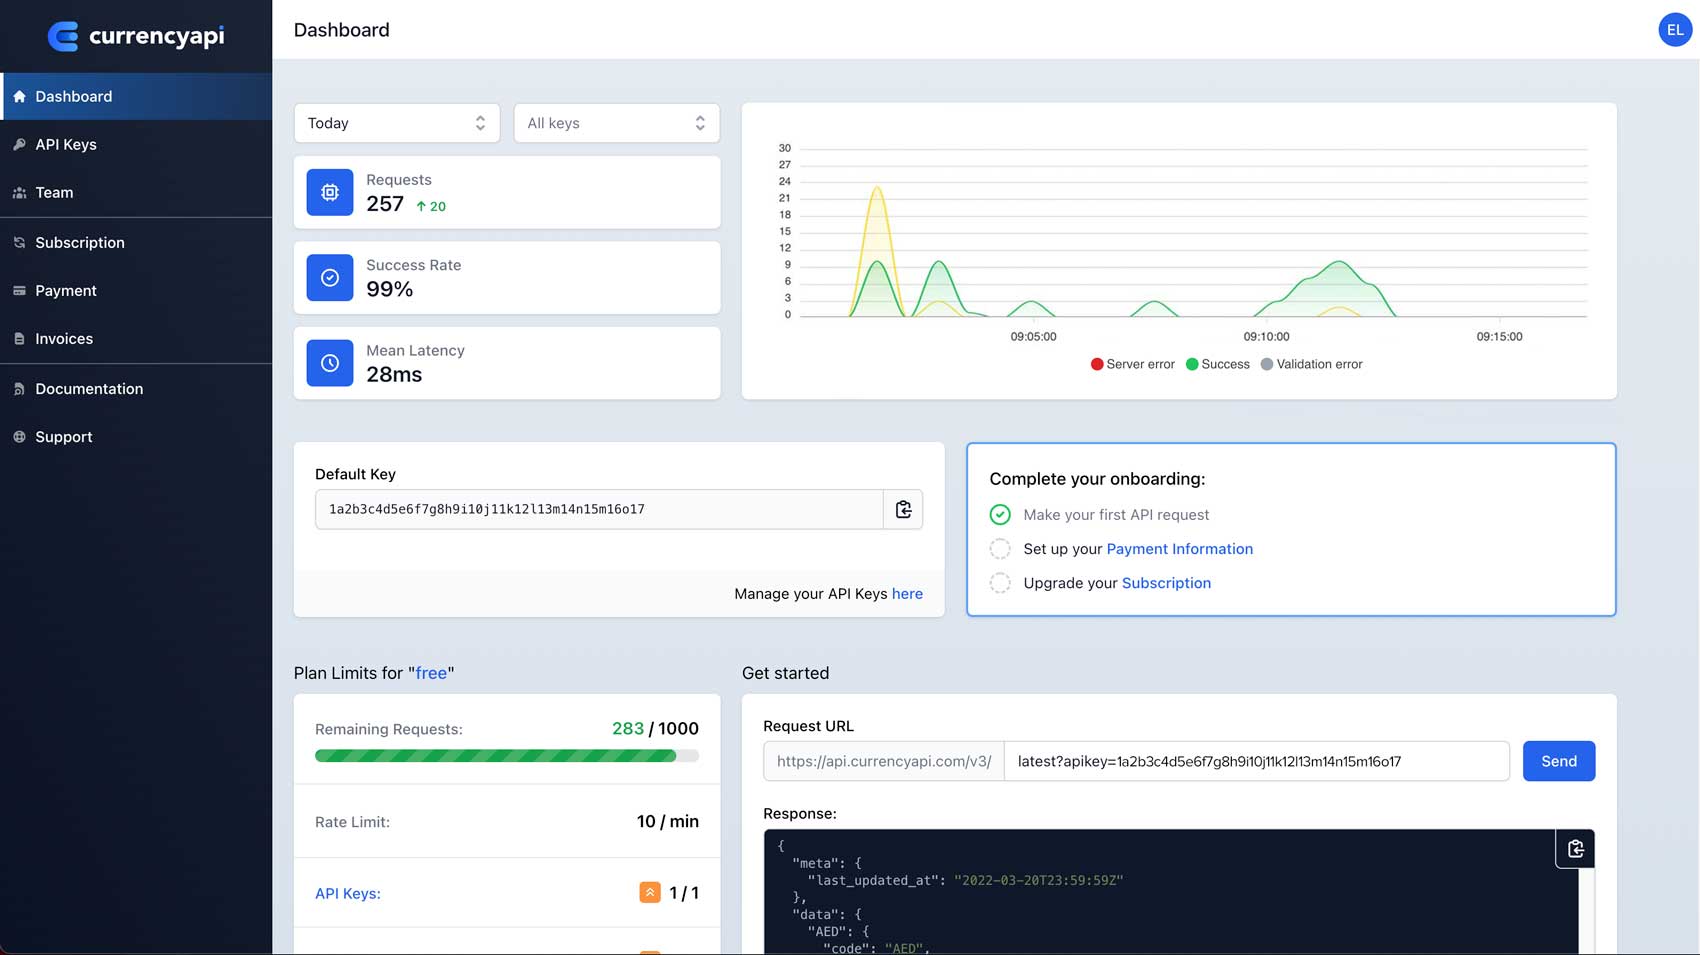 currencyapi
Dashboard
EL
Dashboard
API Keys
Team
Subscription
Payment
Invoices
Documentation
Support
Today
All keys
Requests
257 ↑ 20
Success Rate
99%
Mean Latency
28ms
30
27
24
21
18
15
12
9
6
3
0
09:05:00 09:10:00 09:15:00
Server error Success Validation error
Default Key
1a2b3c4d5e6f7g8h9i10j11k12l13m14n15m16o17
Manage your API Keys here
Complete your onboarding:
Make your first API request
Set up your Payment Information
Upgrade your Subscription
Plan Limits for "free"
Remaining Requests: 283 / 1000
Rate Limit: 10 / min
API Keys: 1 / 1
Get started
Request URL
https://api.currencyapi.com/v3/ latest?apikey=1a2b3c4d5e6f7g8h9i10j11k12l13m14n15m16o17 Send
Response:
{
"meta": {
"last_updated_at": "2022-03-20T23:59:59Z"
},
"data": {
"AED": {
"code": "AED",